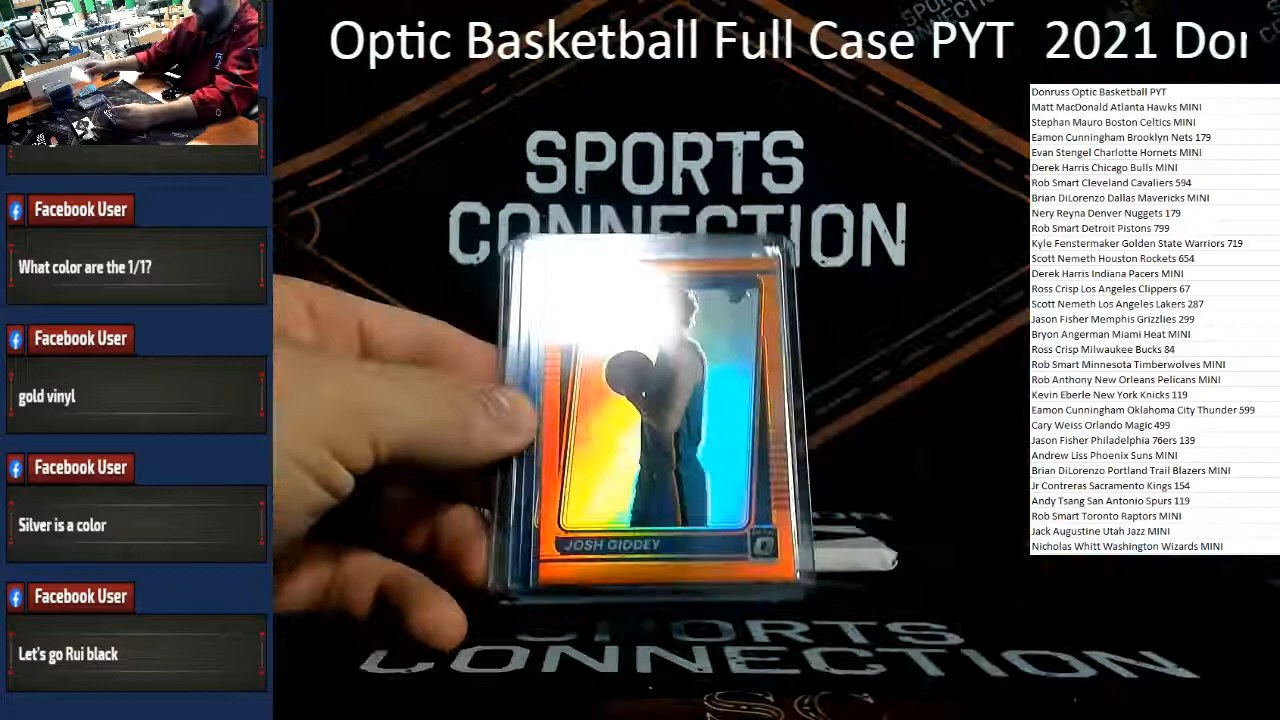 Optic Basketball Full Case PYT 2021 Don
Facebook User
What color are the 1/1?
Facebook User
gold vinyl
Facebook User
Silver is a color
Facebook User
Let's go Rui black
SPORTS
CONNECTION
JOSH GIDDEY
SPORTS
CONNECTION
SC
Donruss Optic Basketball PYT
Matt MacDonald Atlanta Hawks MINI
Stephan Mauro Boston Celtics MINI
Eamon Cunningham Brooklyn Nets 179
Evan Stengel Charlotte Hornets MINI
Derek Harris Chicago Bulls MINI
Rob Smart Cleveland Cavaliers 594
Brian DiLorenzo Dallas Mavericks MINI
Nery Reyna Denver Nuggets 179
Rob Smart Detroit Pistons 799
Kyle Fenstermaker Golden State Warriors 719
Scott Nemeth Houston Rockets 654
Derek Harris Indiana Pacers MINI
Ross Crisp Los Angeles Clippers 67
Scott Nemeth Los Angeles Lakers 287
Jason Fisher Memphis Grizzlies 299
Bryon Angerman Miami Heat MINI
Ross Crisp Milwaukee Bucks 84
Rob Smart Minnesota Timberwolves MINI
Rob Anthony New Orleans Pelicans MINI
Kevin Eberle New York Knicks 119
Eamon Cunningham Oklahoma City Thunder 599
Cary Weiss Orlando Magic 499
Jason Fisher Philadelphia 76ers 139
Andrew Liss Phoenix Suns MINI
Brian DiLorenzo Portland Trail Blazers MINI
Jr Contreras Sacramento Kings 154
Andy Tsang San Antonio Spurs 119
Rob Smart Toronto Raptors MINI
Jack Augustine Utah Jazz MINI
Nicholas Whitt Washington Wizards MINI